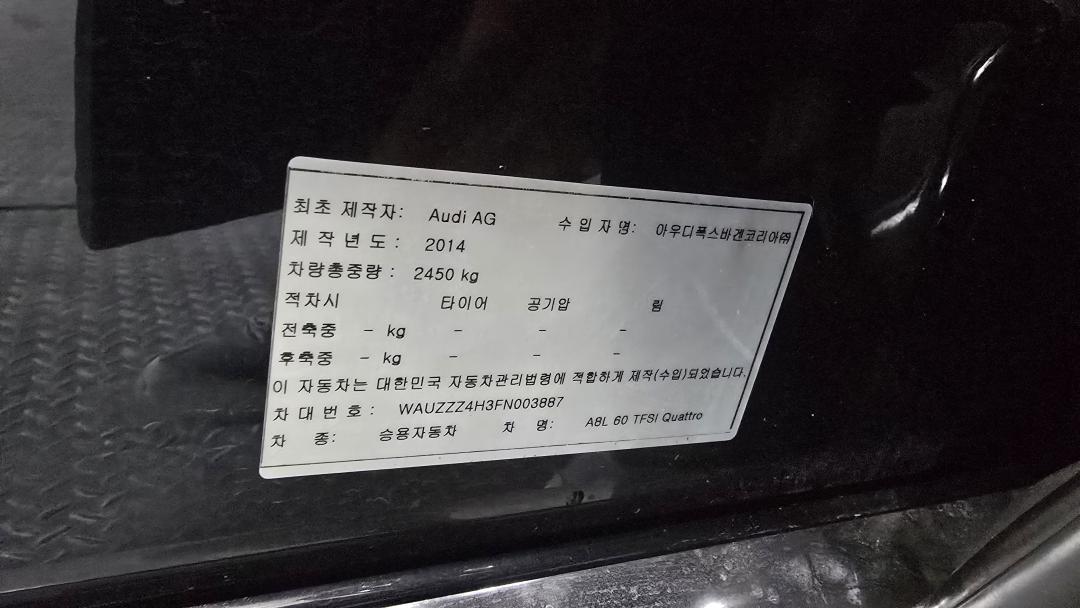 최초 제작자: Audi AG 수 입 자 명: 아우디폭스바겐코리아㈜
제 작 년 도 : 2014
차량총중량 : 2450 kg
적차시 타이어 공기압 림
전축중 - kg - - -
후축중 - kg - - -
이 자동차는 대한민국 자동차관리법령에 적합하게 제작(수입)되었습니다.
차 대 번 호 : WAUZZZ4H3FN003887
차 종: 승용자동차 차 명: A8L 60 TFSI Quattro